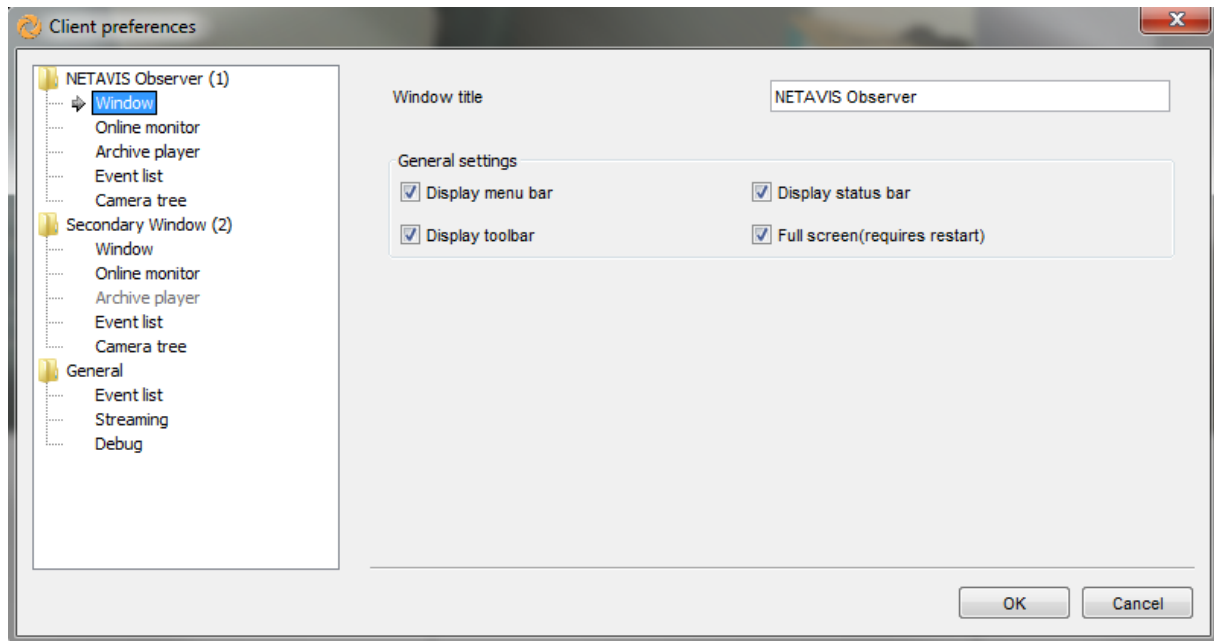 Client preferences
NETAVIS Observer (1)
Window
Online monitor
Archive player
Event list
Camera tree
Secondary Window (2)
Window
Online monitor
Archive player
Event list
Camera tree
General
Event list
Streaming
Debug
Window title
NETAVIS Observer
General settings
Display menu bar
Display status bar
Display toolbar
Full screen(requires restart)
OK
Cancel